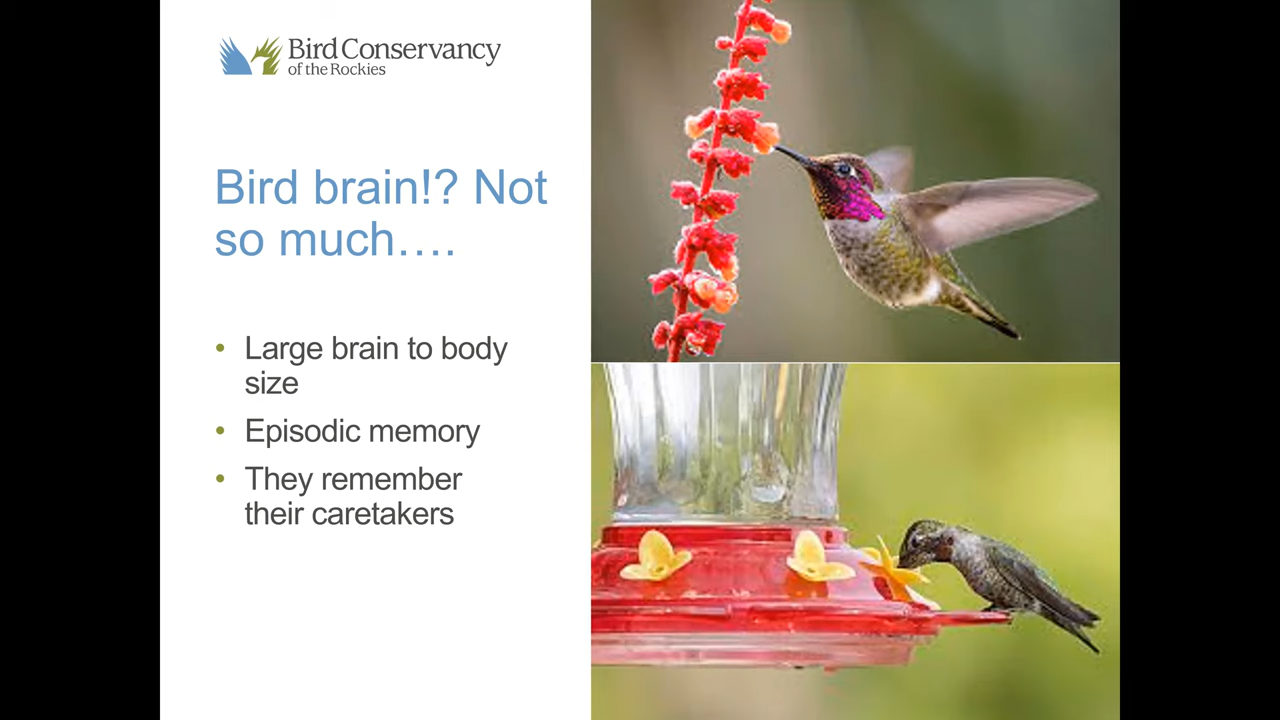 Bird Conservancy
of the Rockies
Bird brain!? Not
so much….
• Large brain to body
size
• Episodic memory
• They remember
their caretakers